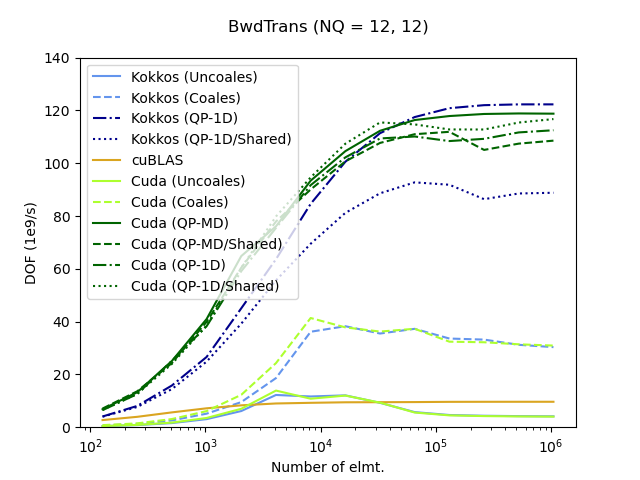 BwdTrans (NQ = 12, 12)
140
120
100
80
60
40
20
0
DOF (1e9/s)
Kokkos (Uncoales)
Kokkos (Coales)
Kokkos (QP-1D)
Kokkos (QP-1D/Shared)
cuBLAS
Cuda (Uncoales)
Cuda (Coales)
Cuda (QP-MD)
Cuda (QP-MD/Shared)
Cuda (QP-1D)
Cuda (QP-1D/Shared)
10² 10³ 10⁴ 10⁵ 10⁶
Number of elmt.